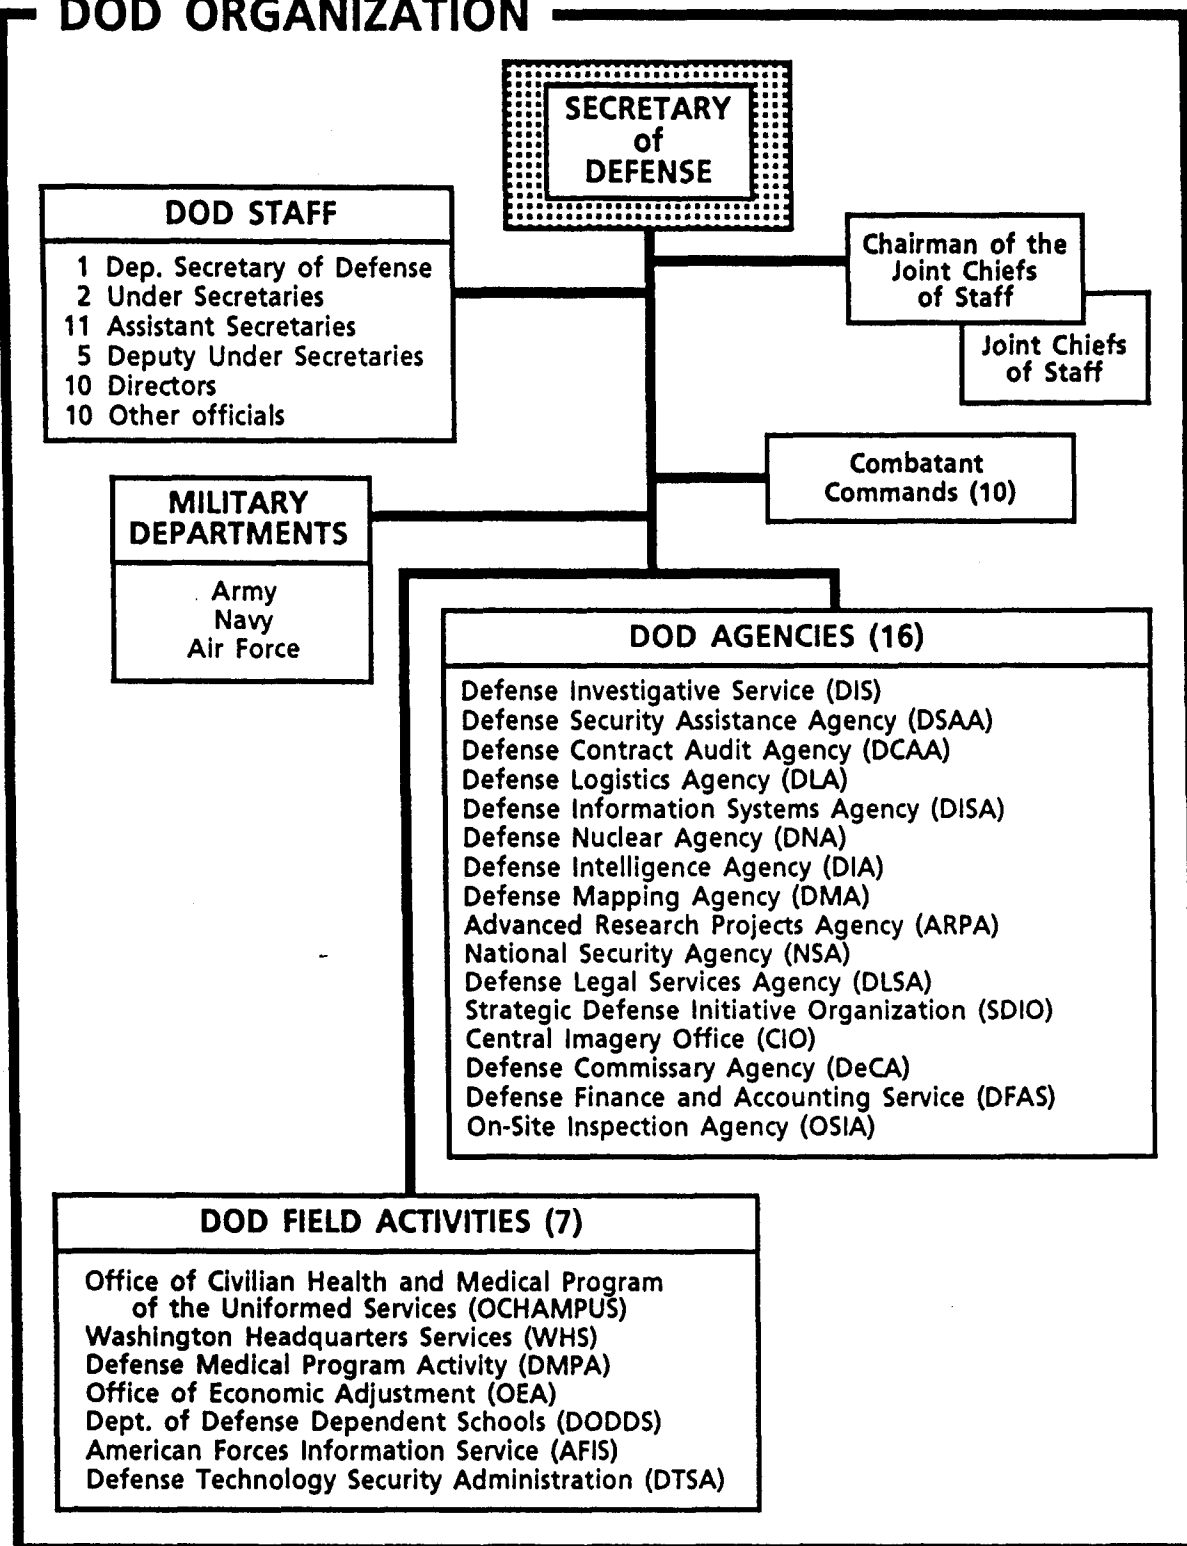 DOD ORGANIZATION
SECRETARY
of
DEFENSE
DOD STAFF
1 Dep. Secretary of Defense
2 Under Secretaries
11 Assistant Secretaries
5 Deputy Under Secretaries
10 Directors
10 Other officials
Chairman of the
Joint Chiefs
of Staff
Joint Chiefs
of Staff
Combatant
Commands (10)
MILITARY
DEPARTMENTS
Army
Navy
Air Force
DOD AGENCIES (16)
Defense Investigative Service (DIS)
Defense Security Assistance Agency (DSAA)
Defense Contract Audit Agency (DCAA)
Defense Logistics Agency (DLA)
Defense Information Systems Agency (DISA)
Defense Nuclear Agency (DNA)
Defense Intelligence Agency (DIA)
Defense Mapping Agency (DMA)
Advanced Research Projects Agency (ARPA)
National Security Agency (NSA)
Defense Legal Services Agency (DLSA)
Strategic Defense Initiative Organization (SDIO)
Central Imagery Office (CIO)
Defense Commissary Agency (DeCA)
Defense Finance and Accounting Service (DFAS)
On-Site Inspection Agency (OSIA)
DOD FIELD ACTIVITIES (7)
Office of Civilian Health and Medical Program
of the Uniformed Services (OCHAMPUS)
Washington Headquarters Services (WHS)
Defense Medical Program Activity (DMPA)
Office of Economic Adjustment (OEA)
Dept. of Defense Dependent Schools (DODDS)
American Forces Information Service (AFIS)
Defense Technology Security Administration (DTSA)